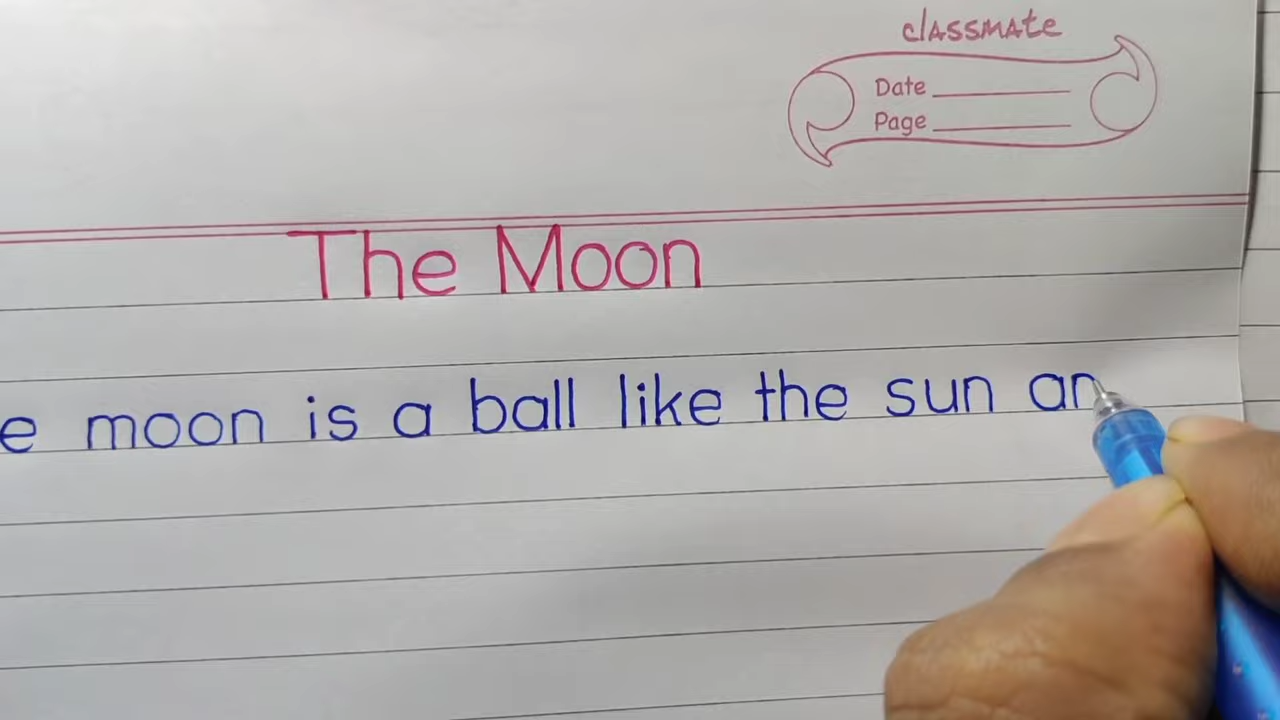 classmate
Date
Page
The Moon
e moon is a ball like the sun an